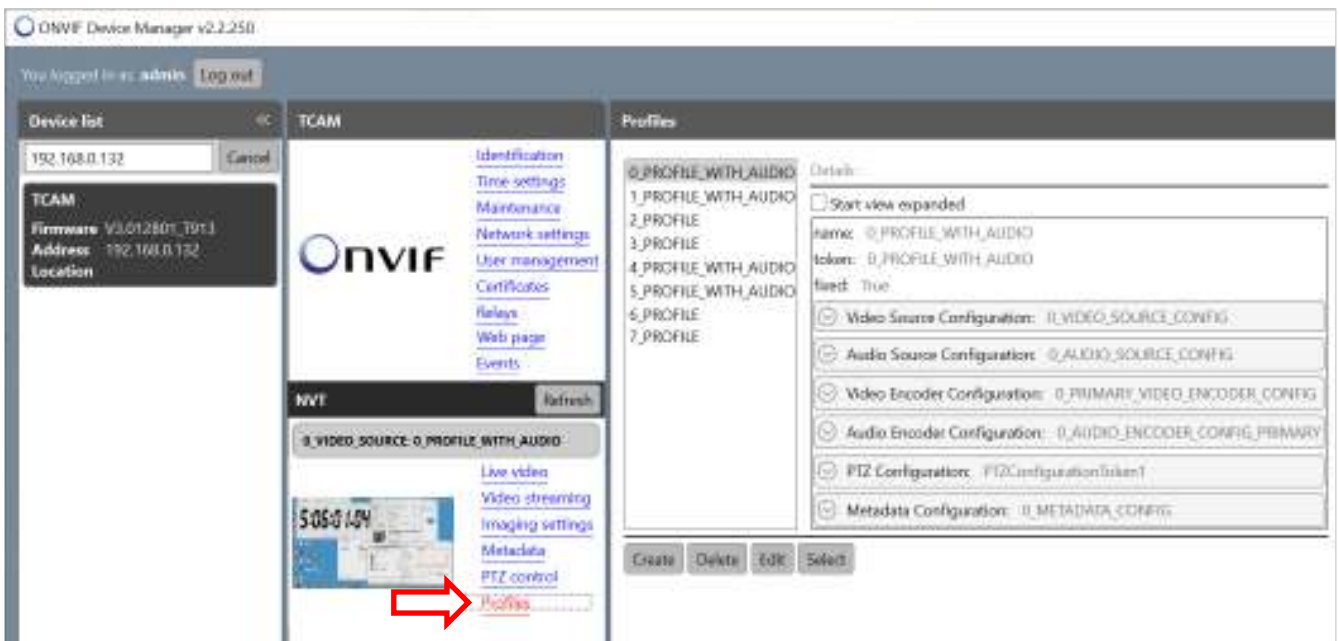 ONVIF Device Manager v2.2.250
You logged in as admin Log out
Device list
192.168.0.132 Cancel
TCAM
Firmware V3.012801_T913
Address 192.168.0.132
Location
TCAM
ONVIF
Identification
Time settings
Maintenance
Network settings
User management
Certificates
Relays
Web page
Events
NVT Refresh
0_VIDEO_SOURCE: 0_PROFILE_WITH_AUDIO
Live video
Video streaming
Imaging settings
Metadata
PTZ control
Profiles
Profiles
0_PROFILE_WITH_AUDIO
1_PROFILE_WITH_AUDIO
2_PROFILE
3_PROFILE
4_PROFILE_WITH_AUDIO
5_PROFILE_WITH_AUDIO
6_PROFILE
7_PROFILE
Details:
Start view expanded
name: 0_PROFILE_WITH_AUDIO
token: 0_PROFILE_WITH_AUDIO
fixed: True
Video Source Configuration: 0_VIDEO_SOURCE_CONFIG
Audio Source Configuration: 0_AUDIO_SOURCE_CONFIG
Video Encoder Configuration: 0_PRIMARY_VIDEO_ENCODER_CONFIG
Audio Encoder Configuration: 0_AUDIO_ENCODER_CONFIG_PRIMARY
PTZ Configuration: PTZConfigurationToken1
Metadata Configuration: 0_METADATA_CONFIG
Create Delete Edit Select